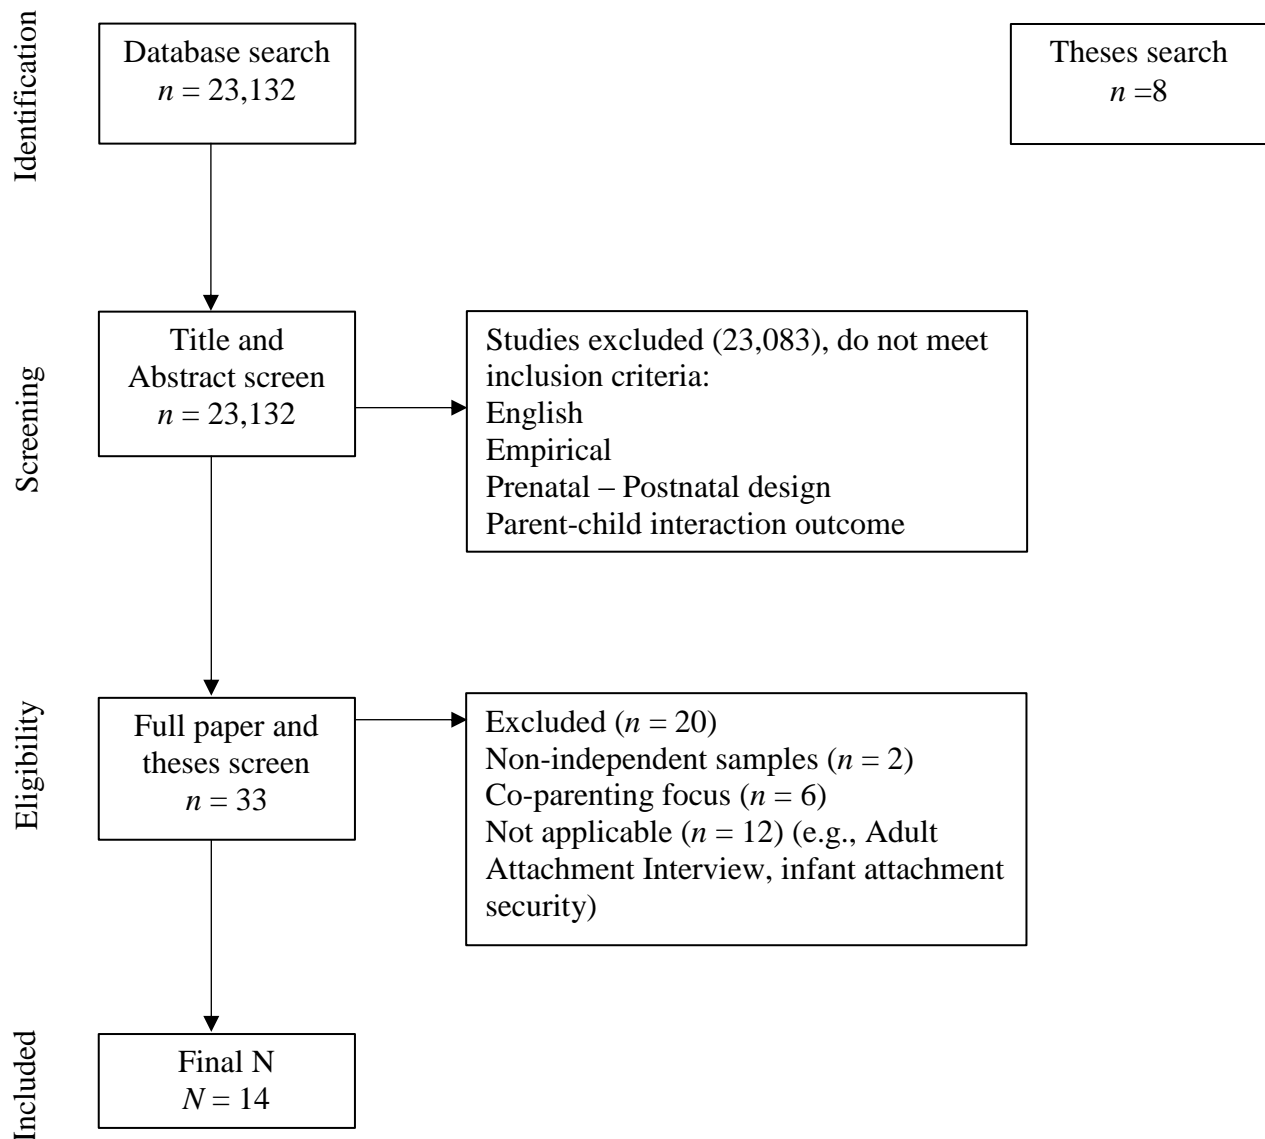 Identification
Database search
n = 23,132
Theses search
n =8
Screening
Title and
Abstract screen
n = 23,132
Studies excluded (23,083), do not meet
inclusion criteria:
English
Empirical
Prenatal – Postnatal design
Parent-child interaction outcome
Eligibility
Full paper and
theses screen
n = 33
Excluded (n = 20)
Non-independent samples (n = 2)
Co-parenting focus (n = 6)
Not applicable (n = 12) (e.g., Adult
Attachment Interview, infant attachment
security)
Included
Final N
N = 14